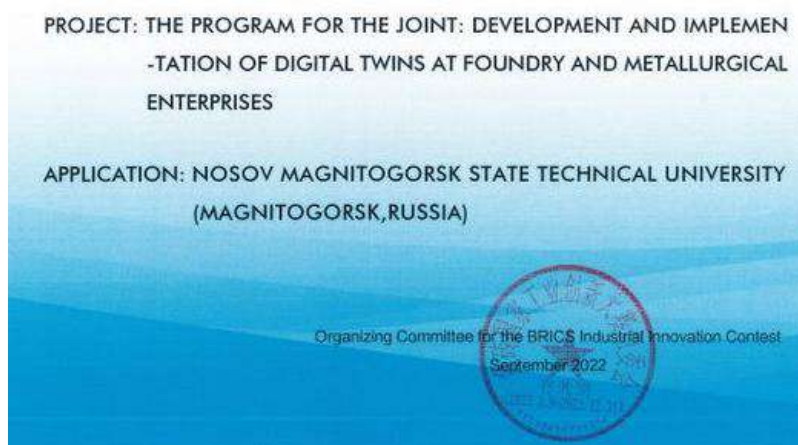 PROJECT: THE PROGRAM FOR THE JOINT: DEVELOPMENT AND IMPLEMEN
-TATION OF DIGITAL TWINS AT FOUNDRY AND METALLURGICAL
ENTERPRISES
APPLICATION: NOSOV MAGNITOGORSK STATE TECHNICAL UNIVERSITY
(MAGNITOGORSK,RUSSIA)
Organizing Committee for the BRICS Industrial Innovation Contest
September 2022